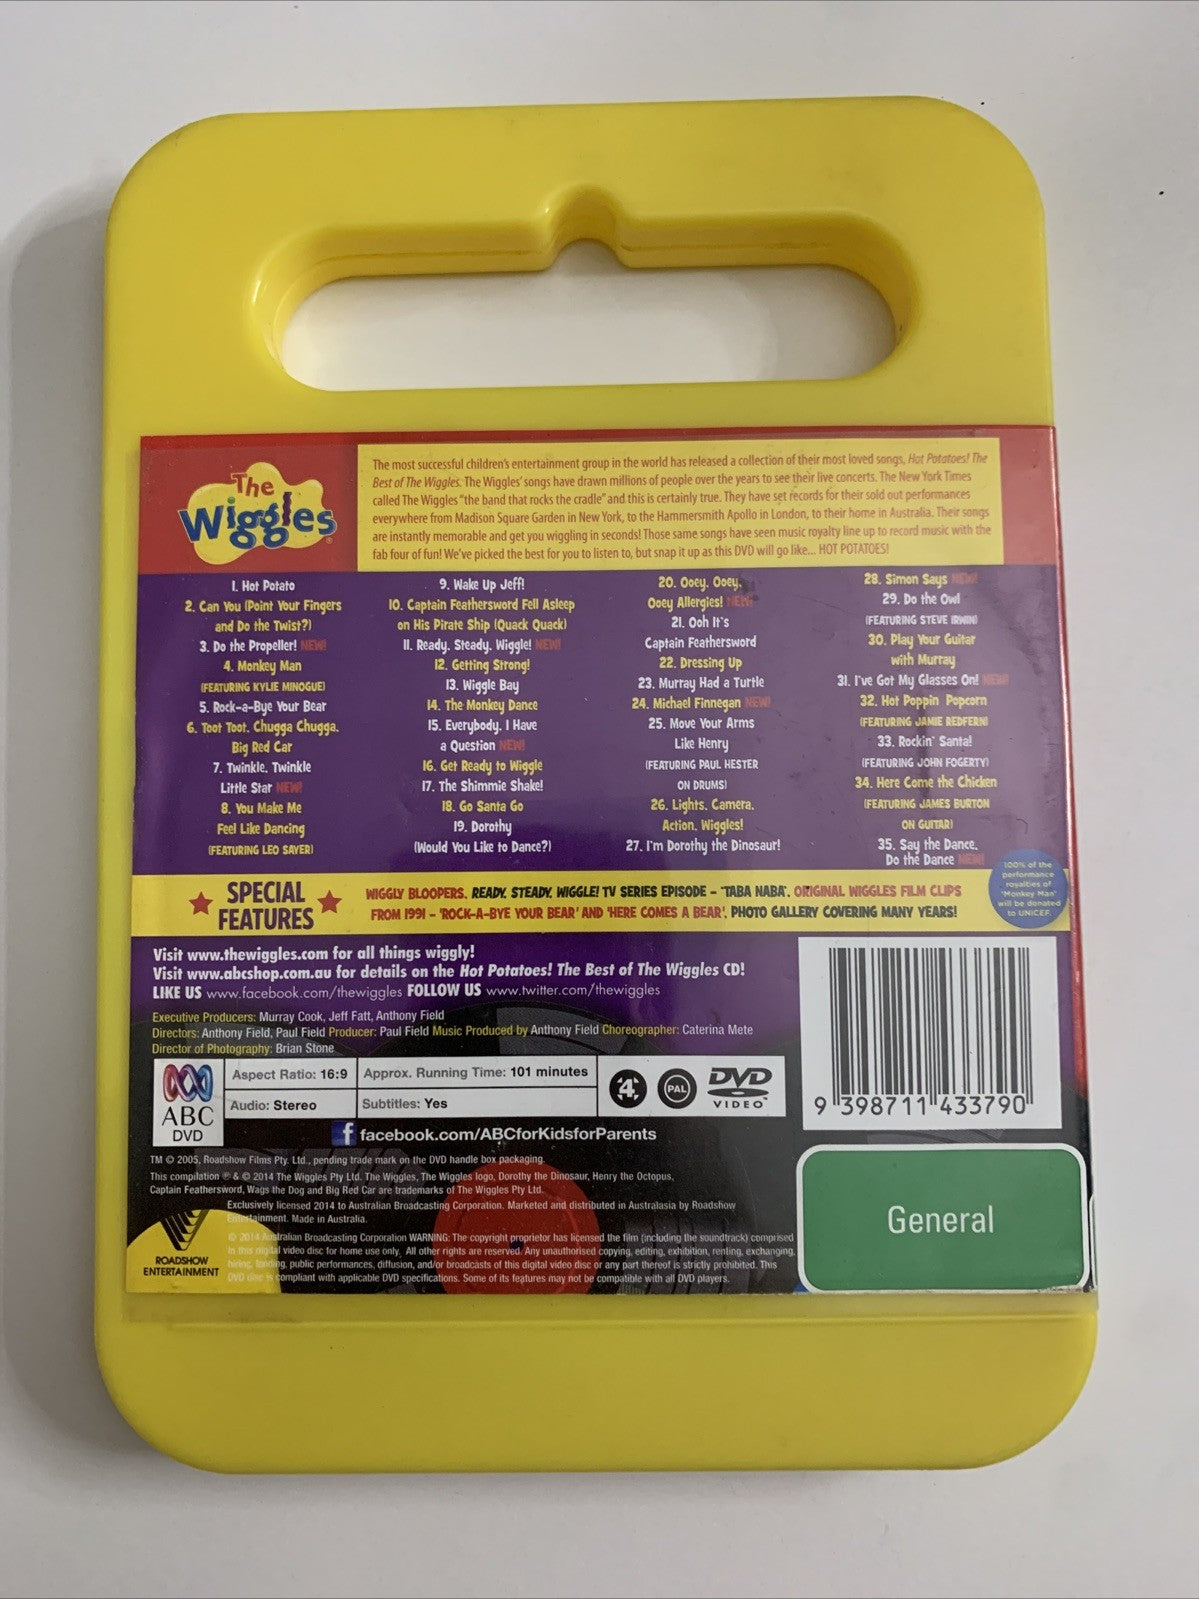 The
Wiggles
The most successful children's entertainment group in the world has released a collection of their most loved songs, Hot Potatoes! The
Best of The Wiggles. The Wiggles' songs have drawn millions of people over the years to see their live concerts. The New York Times
called The Wiggles "the band that rocks the cradle" and this is certainly true. They have set records for their sold out performances
everywhere from Madison Square Garden in New York, to the Hammersmith Apollo in London, to their home in Australia. Their songs
are instantly memorable and get you wiggling in seconds! Those same songs have seen music royalty line up to record music with the
fab four of fun! We've picked the best for you to listen to, but snap it up as this DVD will go like... HOT POTATOES!
1. Hot Potato
2. Can You (Point Your Fingers
and Do the Twist?)
3. Do the Propeller! NEW!
4. Monkey Man
(FEATURING KYLIE MINOGUE)
5. Rock-a-Bye Your Bear
6. Toot Toot, Chugga Chugga,
Big Red Car
7. Twinkle, Twinkle
Little Star NEW!
8. You Make Me
Feel Like Dancing
(FEATURING LEO SAYER)
9. Wake Up Jeff!
10. Captain Feathersword Fell Asleep
on His Pirate Ship (Quack Quack)
11. Ready, Steady, Wiggle! NEW!
12. Getting Strong!
13. Wiggle Bay
14. The Monkey Dance
15. Everybody, I Have
a Question NEW!
16. Get Ready to Wiggle
17. The Shimmie Shake!
18. Go Santa Go
19. Dorothy
(Would You Like to Dance?)
20. Ooey, Ooey,
Ooey Allergies! NEW!
21. Ooh It's
Captain Feathersword
22. Dressing Up
23. Murray Had a Turtle
24. Michael Finnegan NEW!
25. Move Your Arms
Like Henry
(FEATURING PAUL HESTER
ON DRUMS)
26. Lights, Camera,
Action, Wiggles!
27. I'm Dorothy the Dinosaur!
28. Simon Says NEW!
29. Do the Owl
(FEATURING STEVE IRWIN)
30. Play Your Guitar
with Murray
31. I've Got My Glasses On! NEW!
32. Hot Poppin' Popcorn
(FEATURING JAMIE REDFERN)
33. Rockin' Santa!
(FEATURING JOHN FOGERTY)
34. Here Come the Chicken
(FEATURING JAMES BURTON
ON GUITAR)
35. Say the Dance,
Do the Dance NEW!
100% of the
performance
royalties of
"Monkey Man"
will be donated
to UNICEF.
SPECIAL
FEATURES
WIGGLY BLOOPERS, READY, STEADY, WIGGLE! TV SERIES EPISODE – 'TABA NABA', ORIGINAL WIGGLES FILM CLIPS
FROM 1991 – 'ROCK-A-BYE YOUR BEAR' AND 'HERE COMES A BEAR', PHOTO GALLERY COVERING MANY YEARS!
Visit www.thewiggles.com for all things wiggly!
Visit www.abcshop.com.au for details on the Hot Potatoes! The Best of The Wiggles CD!
LIKE US www.facebook.com/thewiggles FOLLOW US www.twitter.com/thewiggles
Executive Producers: Murray Cook, Jeff Fatt, Anthony Field
Directors: Anthony Field, Paul Field Producer: Paul Field Music Produced by Anthony Field Choreographer: Caterina Mete
Director of Photography: Brian Stone
ABC
DVD
Aspect Ratio: 16:9
Approx. Running Time: 101 minutes
Audio: Stereo
Subtitles: Yes
4
PAL
DVD
VIDEO
f facebook.com/ABCforKidsforParents
9 398711 433790
TM © 2005, Roadshow Films Pty. Ltd., pending trade mark on the DVD handle box packaging.
This compilation ℗ & © 2014 The Wiggles Pty Ltd. The Wiggles, The Wiggles logo, Dorothy the Dinosaur, Henry the Octopus,
Captain Feathersword, Wags the Dog and Big Red Car are trademarks of The Wiggles Pty Ltd.
Exclusively licensed 2014 to Australian Broadcasting Corporation. Marketed and distributed in Australasia by Roadshow
Entertainment. Made in Australia.
© 2014 Australian Broadcasting Corporation WARNING: The copyright proprietor has licensed the film (including the soundtrack) comprised
in this digital video disc for home use only. All other rights are reserved. Any unauthorised copying, editing, exhibition, renting, exchanging,
hiring, lending, public performances, diffusion, and/or broadcasts of this digital video disc or any part thereof is strictly prohibited. This
DVD disc is compliant with applicable DVD specifications. Some of its features may not be compatible with all DVD players.
ROADSHOW
ENTERTAINMENT
General